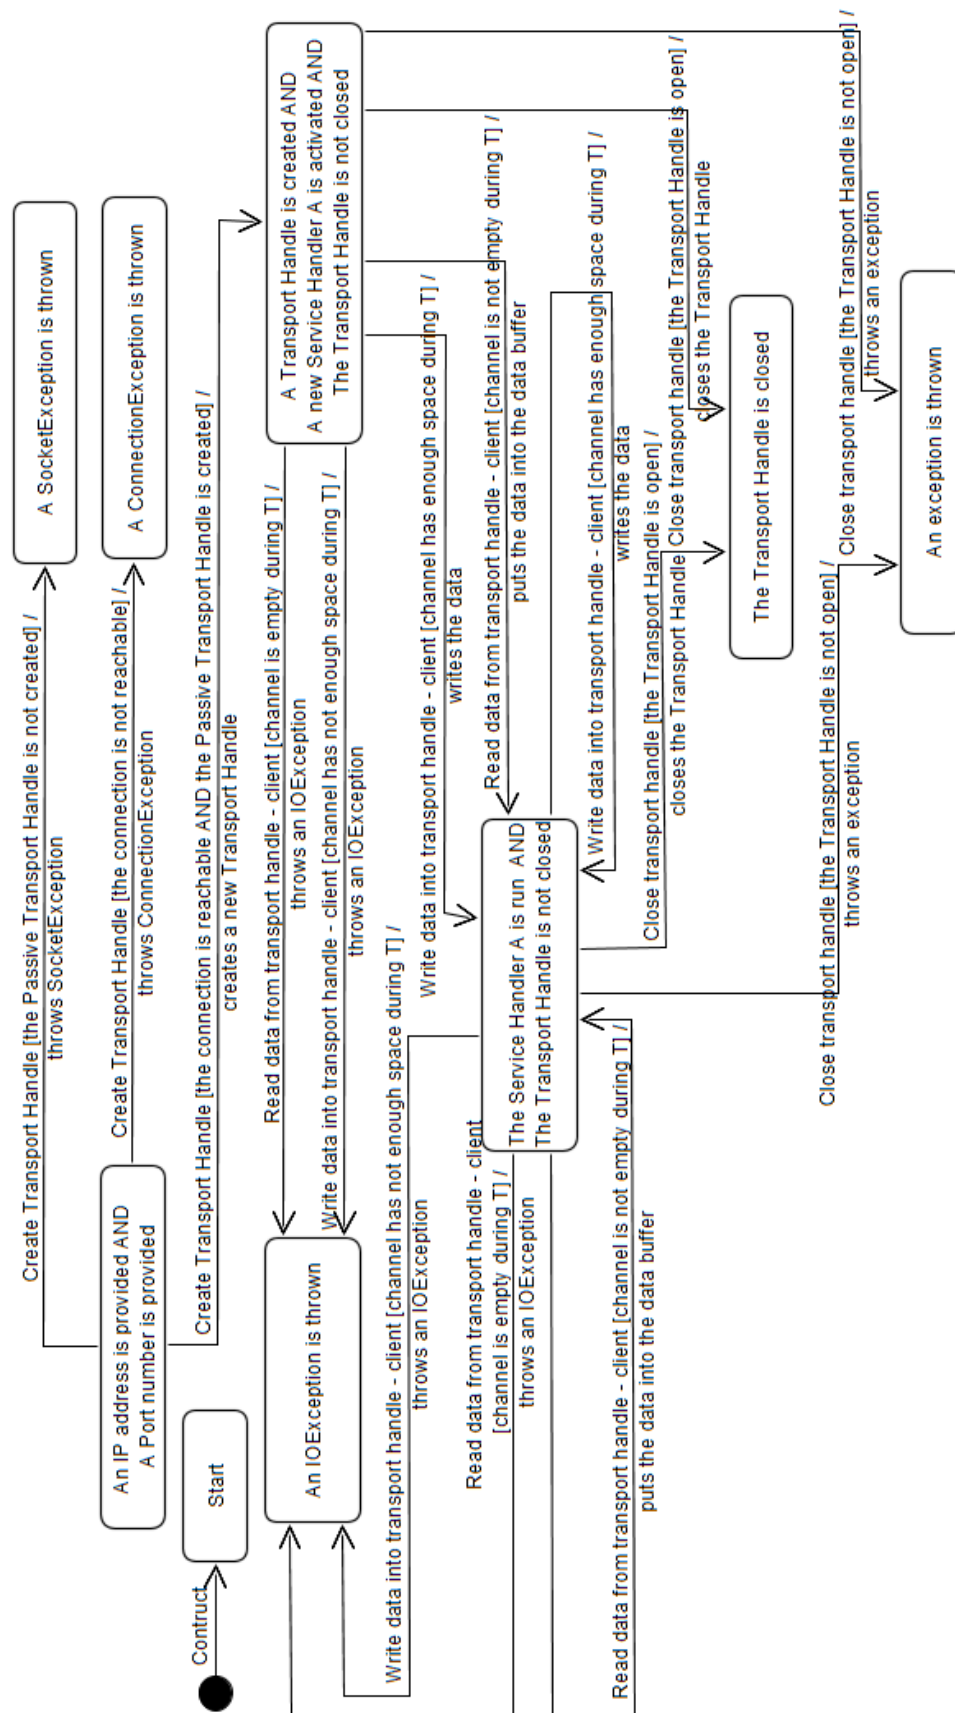 Create Transport Handle [the Passive Transport Handle is not created] /
throws SocketException
A SocketException is thrown
An IP address is provided AND
A Port number is provided
Create Transport Handle [the connection is not reachable] /
throws ConnectionException
A ConnectionException is thrown
Create Transport Handle [the connection is reachable AND the Passive Transport Handle is created] /
creates a new Transport Handle
Contruct
Start
A Transport Handle is created AND
A new Service Handler A is activated AND
The Transport Handle is not closed
Read data from transport handle - client [channel is empty during T] /
throws an IOException
Write data into transport handle - client [channel has not enough space during T] /
throws an IOException
An IOException is thrown
Write data into transport handle - client [channel has not enough space during T] /
throws an IOException
Write data into transport handle - client [channel has enough space during T] /
writes the data
Read data from transport handle - client
[channel is empty during T] /
throws an IOException
Read data from transport handle - client [channel is not empty during T] /
puts the data into the data buffer
The Service Handler A is run AND
The Transport Handle is not closed
Write data into transport handle - client [channel has enough space during T] /
writes the data
Read data from transport handle - client [channel is not empty during T] /
puts the data into the data buffer
Close transport handle [the Transport Handle is open] /
closes the Transport Handle
Close transport handle [the Transport Handle is open] /
closes the Transport Handle
The Transport Handle is closed
Close transport handle [the Transport Handle is not open] /
throws an exception
Close transport handle [the Transport Handle is not open] /
throws an exception
An exception is thrown